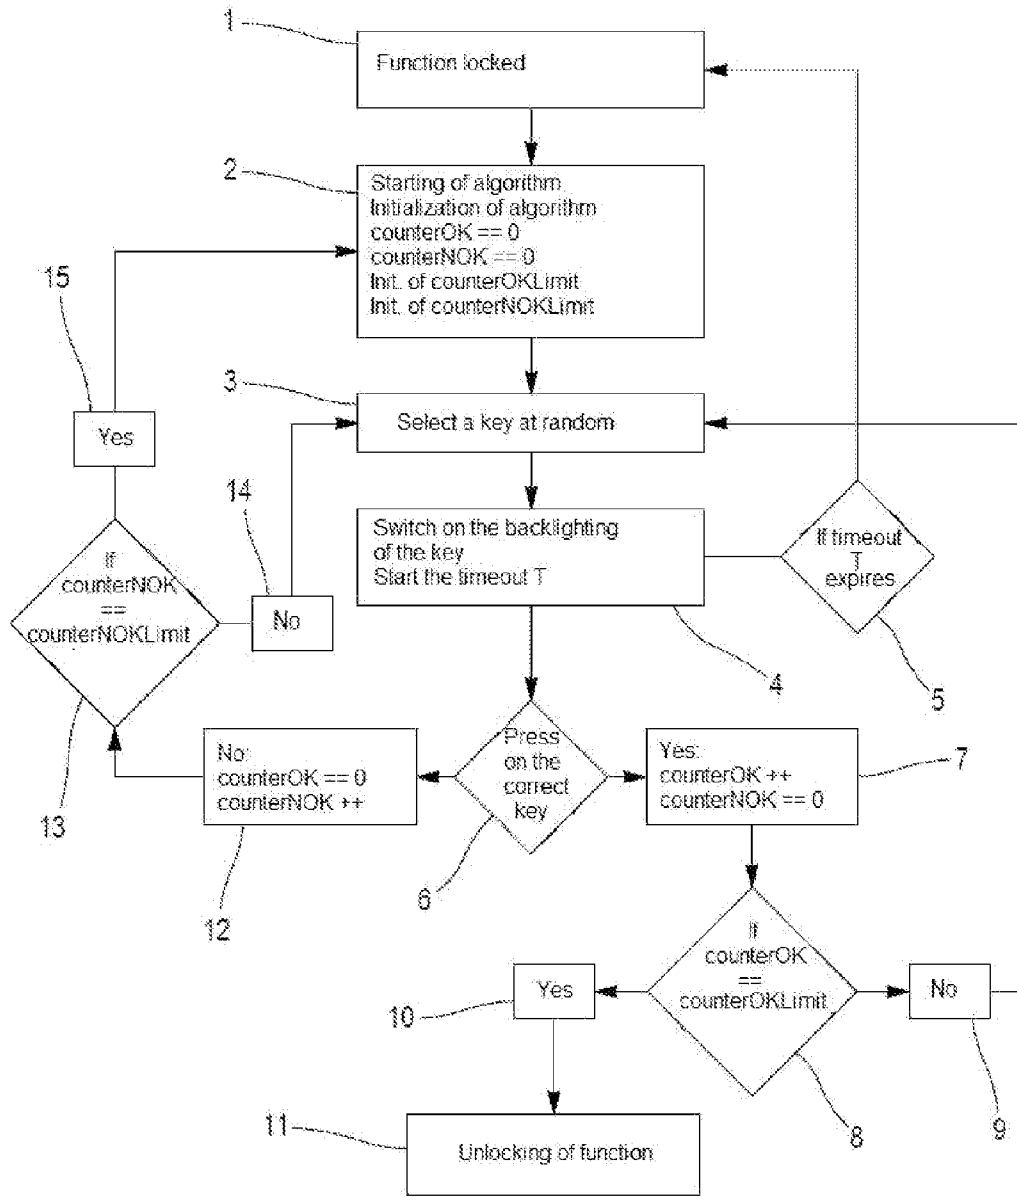 1
Function locked
2
Starting of algorithm
Initialization of algorithm
counterOK == 0
counterNOK == 0
Init. of counterOKLimit
Init. of counterNOKLimit
15
Yes
3
Select a key at random
14
No
If
counterNOK
==
counterNOKLimit
13
Switch on the backlighting
of the key
Start the timeout T
4
If timeout
T
expires
5
Press
on the
correct
key
6
No:
counterOK == 0
counterNOK ++
12
Yes:
counterOK ++
counterNOK == 0
7
If
counterOK
==
counterOKLimit
8
Yes
10
No
9
11
Unlocking of function